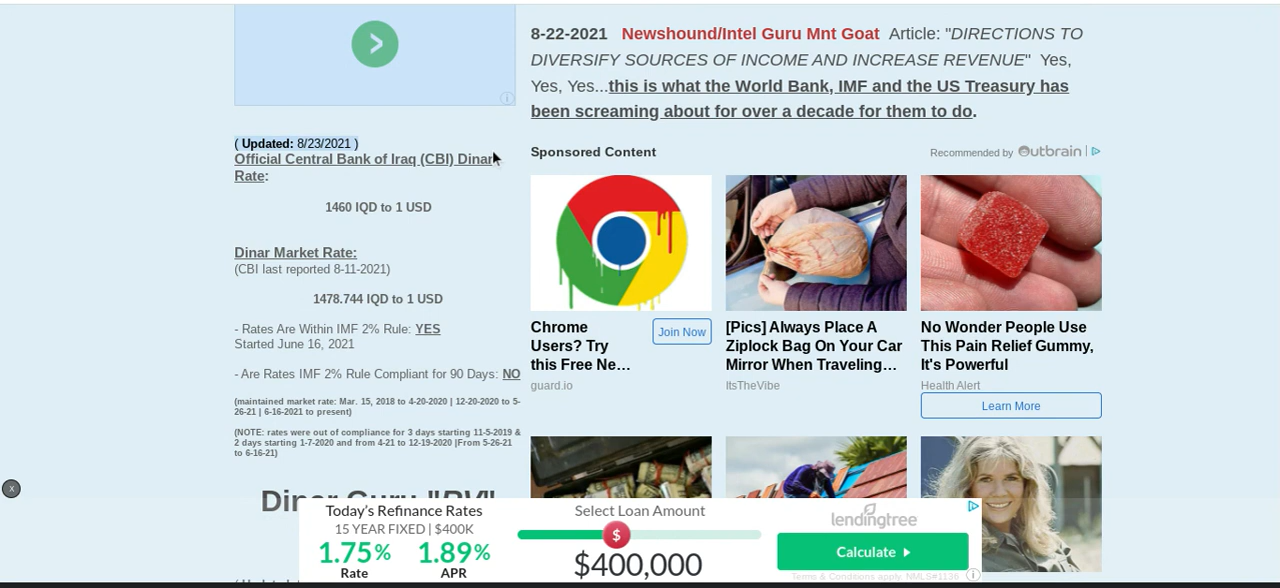 8-22-2021 Newshound/Intel Guru Mnt Goat Article: "DIRECTIONS TO
DIVERSIFY SOURCES OF INCOME AND INCREASE REVENUE" Yes,
Yes, Yes...this is what the World Bank, IMF and the US Treasury has
been screaming about for over a decade for them to do.
( Updated: 8/23/2021 )
Official Central Bank of Iraq (CBI) Dinar
Rate:
1460 IQD to 1 USD
Dinar Market Rate:
(CBI last reported 8-11-2021)
1478.744 IQD to 1 USD
- Rates Are Within IMF 2% Rule: YES
Started June 16, 2021
- Are Rates IMF 2% Rule Compliant for 90 Days: NO
(maintained market rate: Mar. 15, 2018 to 4-20-2020 | 12-20-2020 to 5-
26-21 | 6-16-2021 to present)
(NOTE: rates were out of compliance for 3 days starting 11-5-2019 &
2 days starting 1-7-2020 and from 4-21 to 12-19-2020 |From 5-26-21
to 6-16-21)
Dinar Guru "RV"
Sponsored Content
Recommended by Outbrain
Chrome
Users? Try
this Free Ne…
Join Now
guard.io
[Pics] Always Place A
Ziplock Bag On Your Car
Mirror When Traveling…
ItsTheVibe
No Wonder People Use
This Pain Relief Gummy,
It's Powerful
Health Alert
Learn More
X
Today's Refinance Rates
15 YEAR FIXED | $400K
1.75% 1.89%
Rate APR
Select Loan Amount
$
$400,000
lendingtree
Calculate
Terms & Conditions apply. NMLS#1136